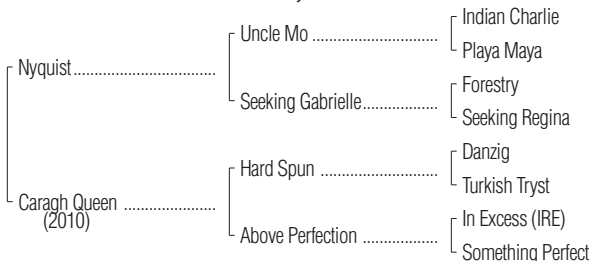 Indian Charlie
Uncle Mo
Playa Maya
Nyquist
Forestry
Seeking Gabrielle
Seeking Regina
Danzig
Hard Spun
Turkish Tryst
Caragh Queen
(2010)
In Excess (IRE)
Above Perfection
Something Perfect